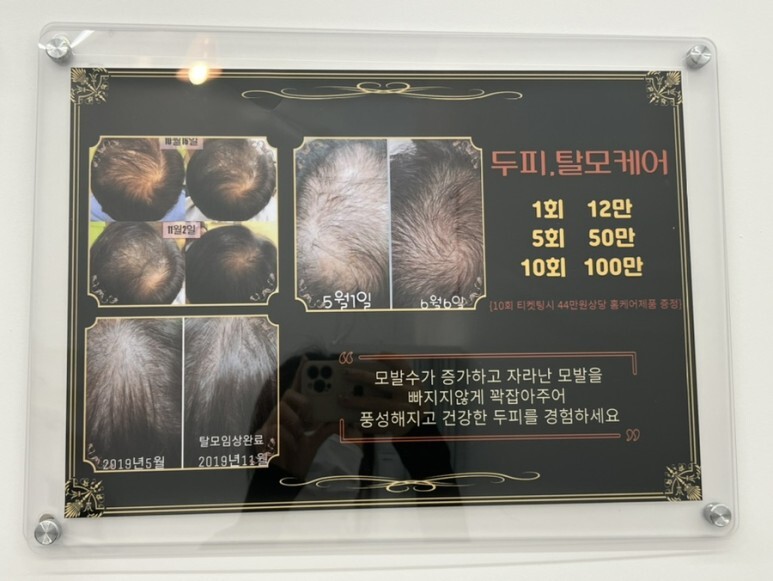 11월2일
5월1일
6월6일
2019년5월
탈모임상완료
2019년11월
두피.탈모케어
1회 12만
5회 50만
10회 100만
(10회 티켓팅시 44만원상당 홈케어제품 증정)
모발수가 증가하고 자라난 모발을
빠지지않게 꽉잡아주어
풍성해지고 건강한 두피를 경험하세요